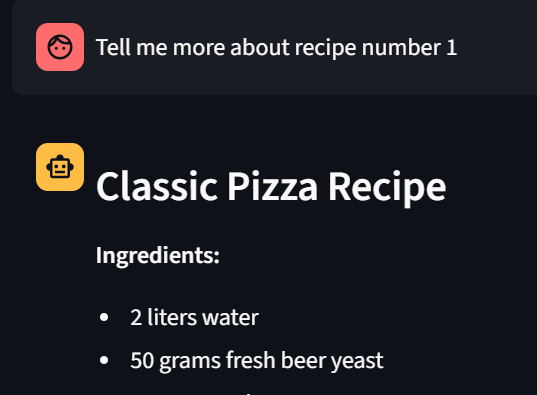 Tell me more about recipe number 1
Classic Pizza Recipe
Ingredients:
• 2 liters water
• 50 grams fresh beer yeast